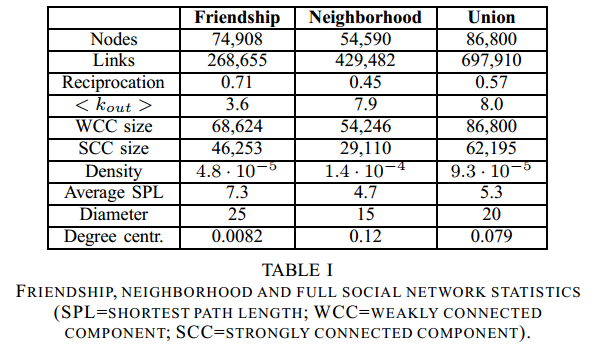 Friendship Neighborhood Union
Nodes 74,908 54,590 86,800
Links 268,655 429,482 697,910
Reciprocation 0.71 0.45 0.57
< k_out > 3.6 7.9 8.0
WCC size 68,624 54,246 86,800
SCC size 46,253 29,110 62,195
Density 4.8 · 10⁻⁵ 1.4 · 10⁻⁴ 9.3 · 10⁻⁵
Average SPL 7.3 4.7 5.3
Diameter 25 15 20
Degree centr. 0.0082 0.12 0.079
TABLE I
FRIENDSHIP, NEIGHBORHOOD AND FULL SOCIAL NETWORK STATISTICS
(SPL=SHORTEST PATH LENGTH; WCC=WEAKLY CONNECTED
COMPONENT; SCC=STRONGLY CONNECTED COMPONENT).